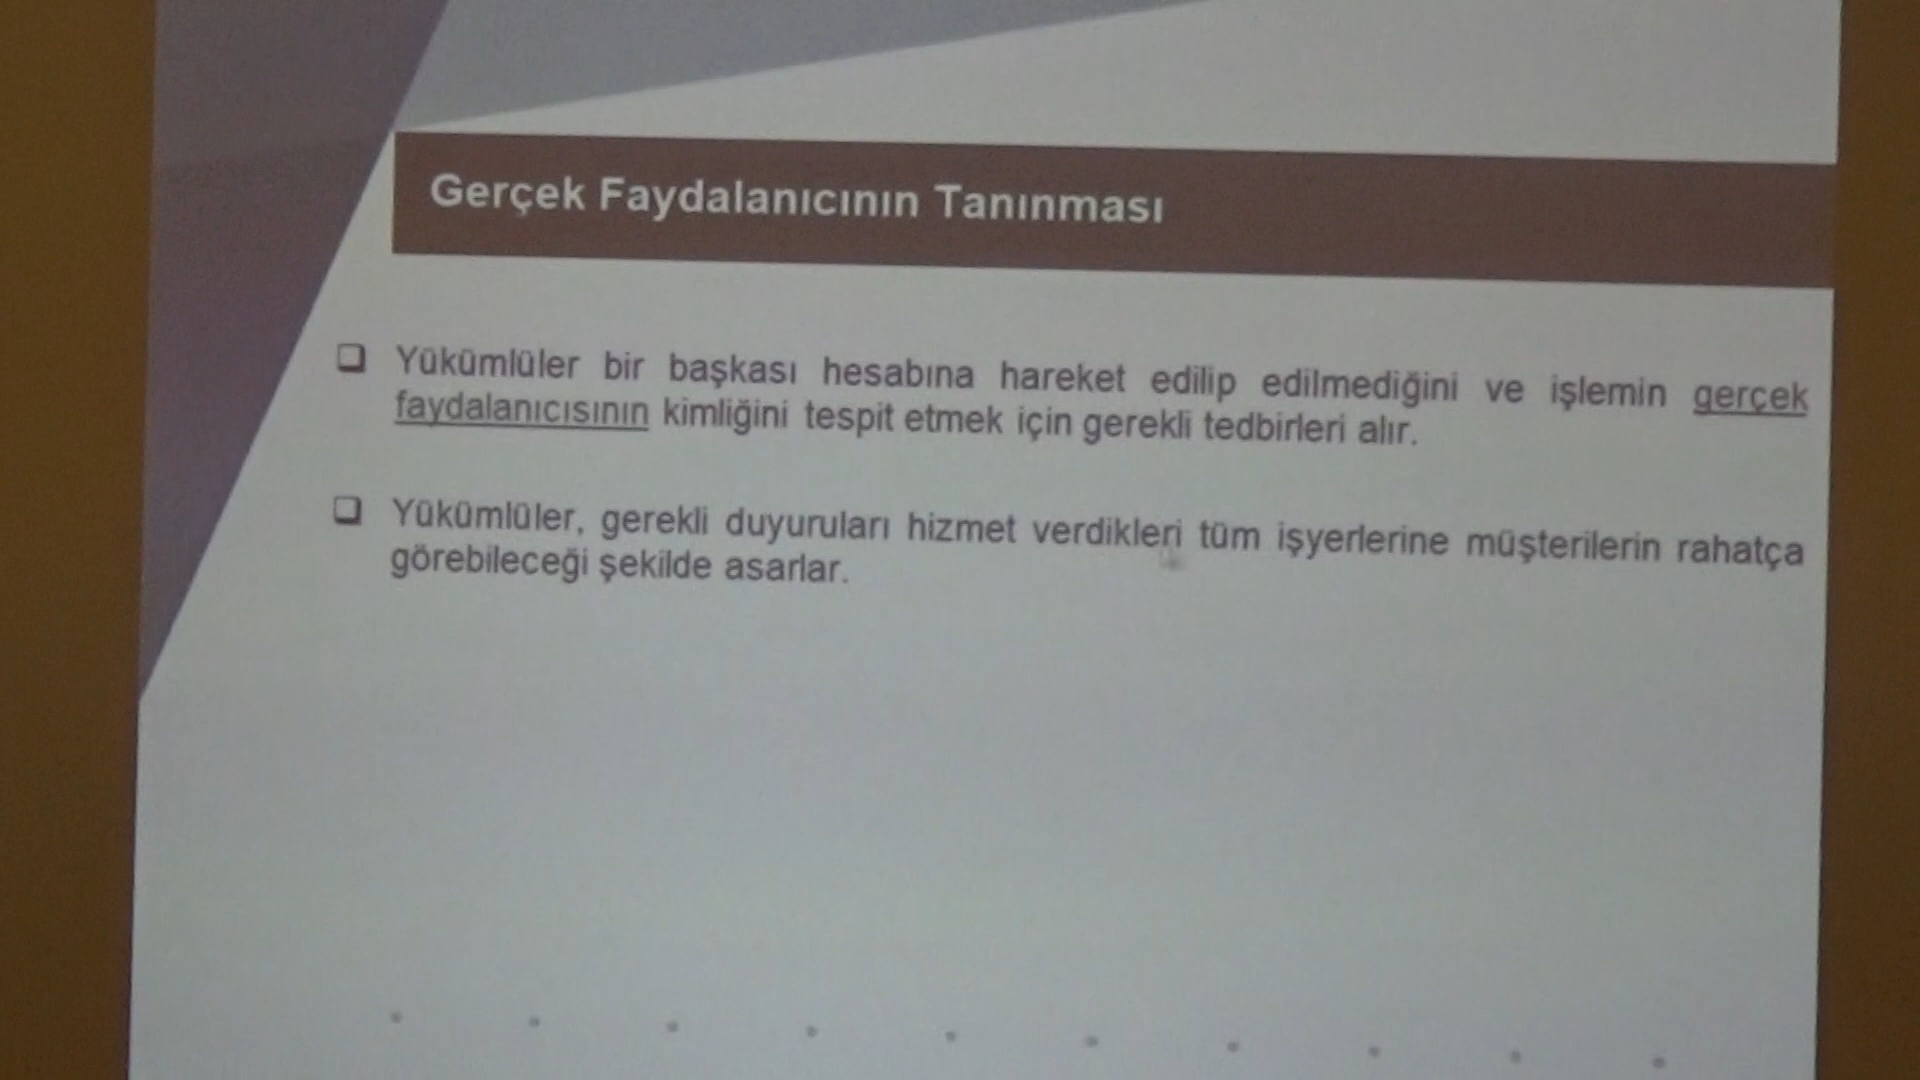 Gerçek Faydalanıcının Tanınması
❑ Yükümlüler bir başkası hesabına hareket edilip edilmediğini ve işlemin gerçek
faydalanıcısının kimliğini tespit etmek için gerekli tedbirleri alır.
❑ Yükümlüler, gerekli duyuruları hizmet verdikleri tüm işyerlerine müşterilerin rahatça
görebileceği şekilde asarlar.